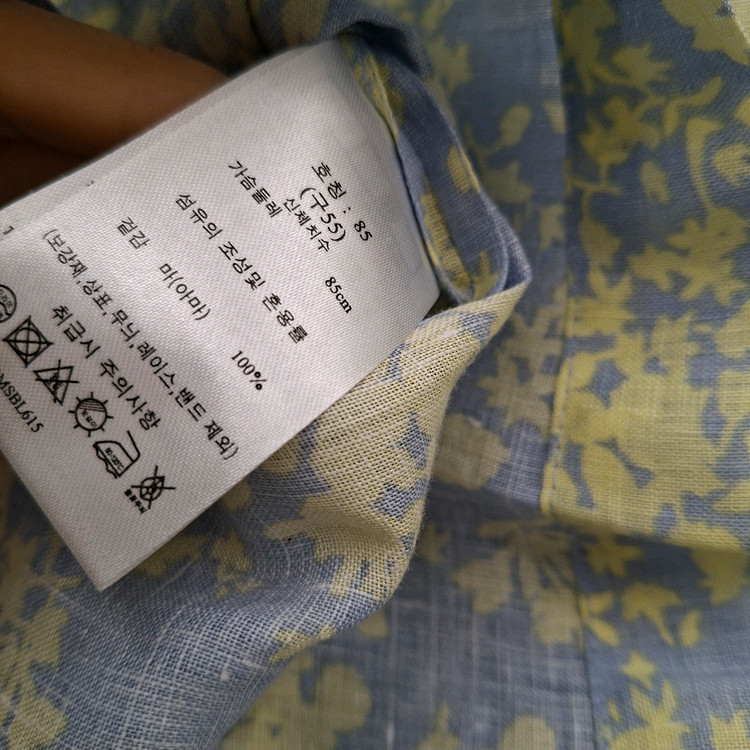 호칭 : 85
(구55)
신체치수
가슴둘레 85cm
섬유의 조성및 혼용률
겉감 마(아마) 100%
(보강재,상표,무늬,레이스,밴드 제외)
취급시 주의사항
MSBL615